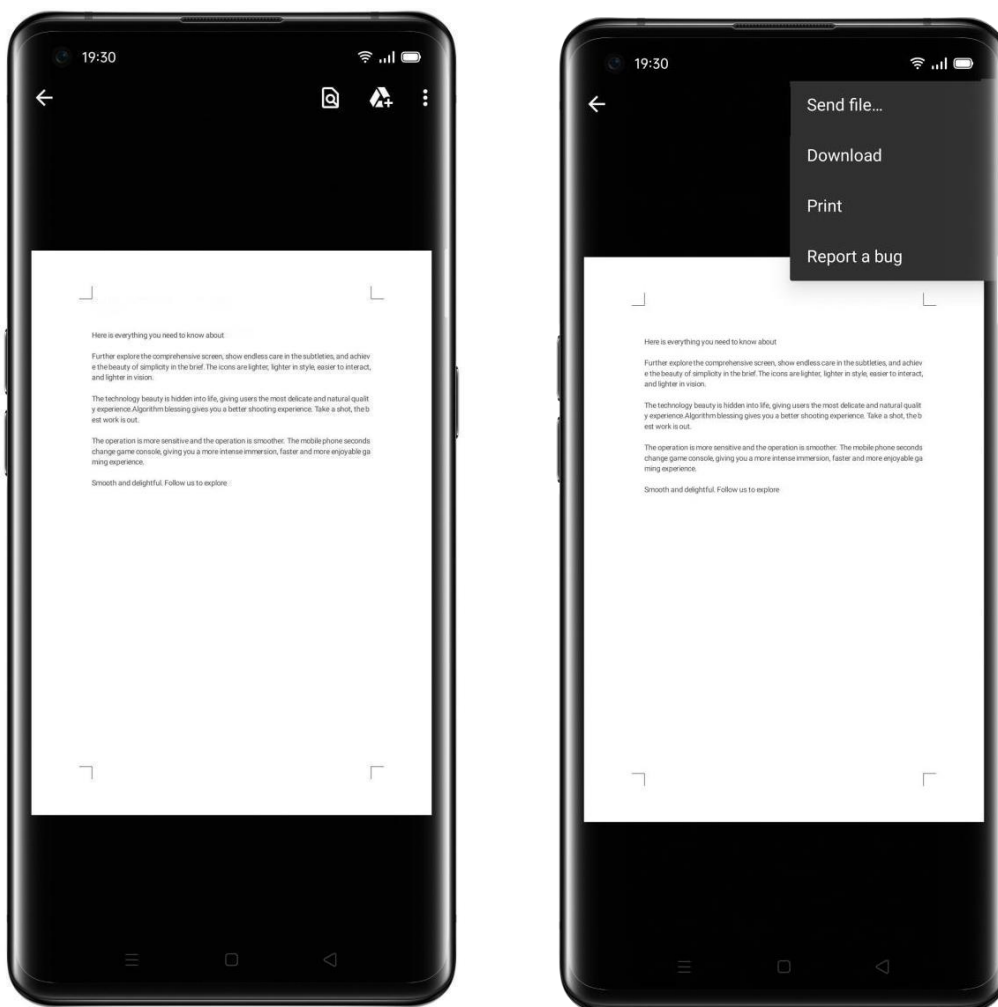 19:30
Here is everything you need to know about
Further explore the comprehensive screen, show endless care in the subtleties, and achiev
e the beauty of simplicity in the brief. The icons are lighter, lighter in style, easier to interact,
and lighter in vision.
The technology beauty is hidden into life, giving users the most delicate and natural qualit
y experience.Algorithm blessing gives you a better shooting experience. Take a shot, the b
est work is out.
The operation is more sensitive and the operation is smoother. The mobile phone seconds
change game console, giving you a more intense immersion, faster and more enjoyable ga
ming experience.
Smooth and delightful. Follow us to explore
19:30
Send file...
Download
Print
Report a bug
Here is everything you need to know about
Further explore the comprehensive screen, show endless care in the subtleties, and achiev
e the beauty of simplicity in the brief. The icons are lighter, lighter in style, easier to interact,
and lighter in vision.
The technology beauty is hidden into life, giving users the most delicate and natural qualit
y experience.Algorithm blessing gives you a better shooting experience. Take a shot, the b
est work is out.
The operation is more sensitive and the operation is smoother. The mobile phone seconds
change game console, giving you a more intense immersion, faster and more enjoyable ga
ming experience.
Smooth and delightful. Follow us to explore